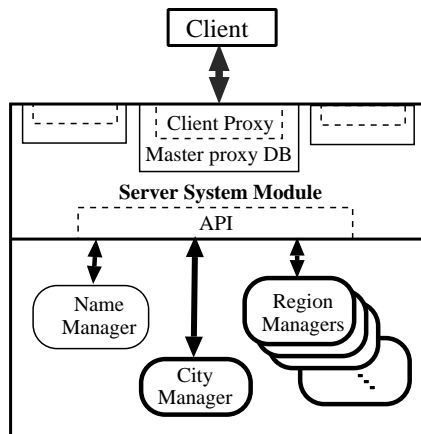 Client
Client Proxy
Master proxy DB
Server System Module
API
Name
Manager
Region
Managers
City
Manager